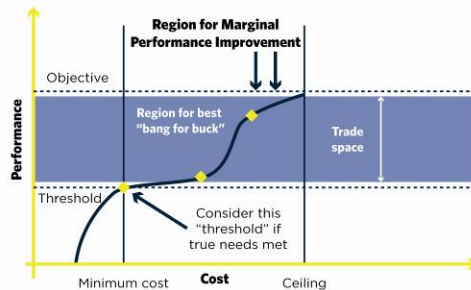 Region for Marginal
Performance Improvement
Objective
Region for best
"bang for buck"
Trade
space
Performance
Threshold
Consider this
"threshold" if
true needs met
Minimum cost
Cost
Ceiling